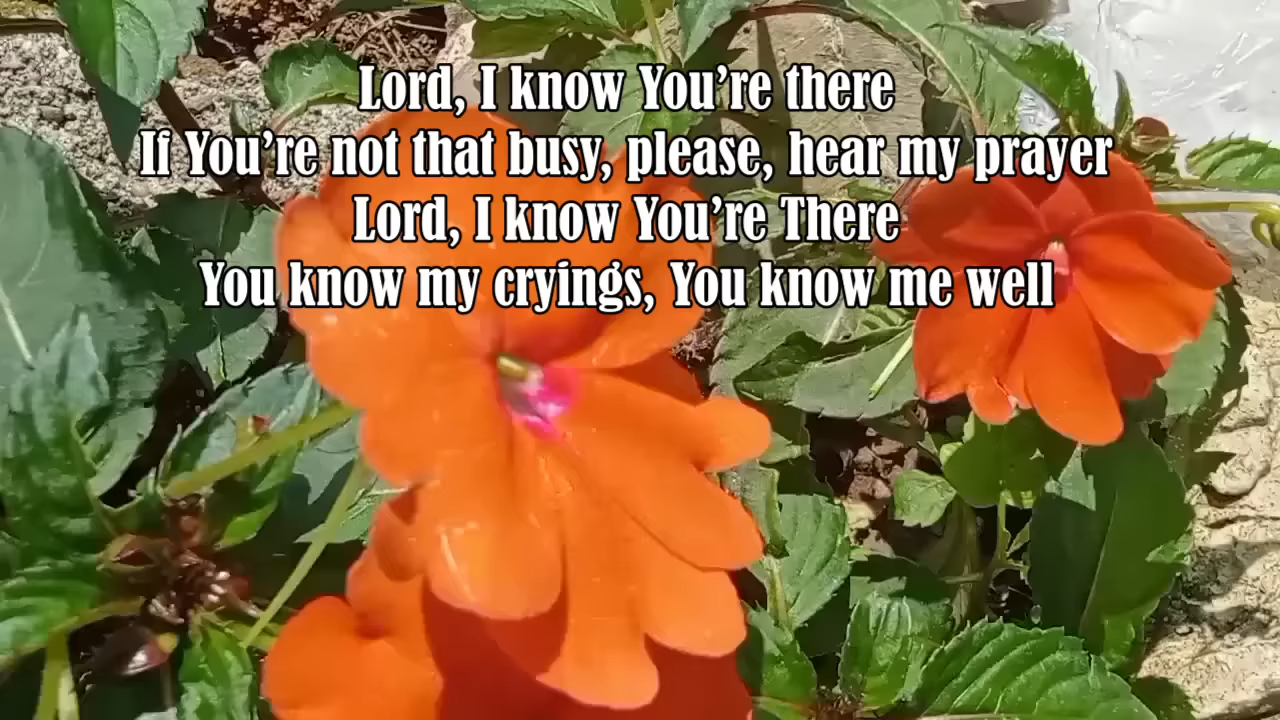 Lord, I know You’re there
If You’re not that busy, please, hear my prayer
Lord, I know You’re There
You know my cryings, You know me well